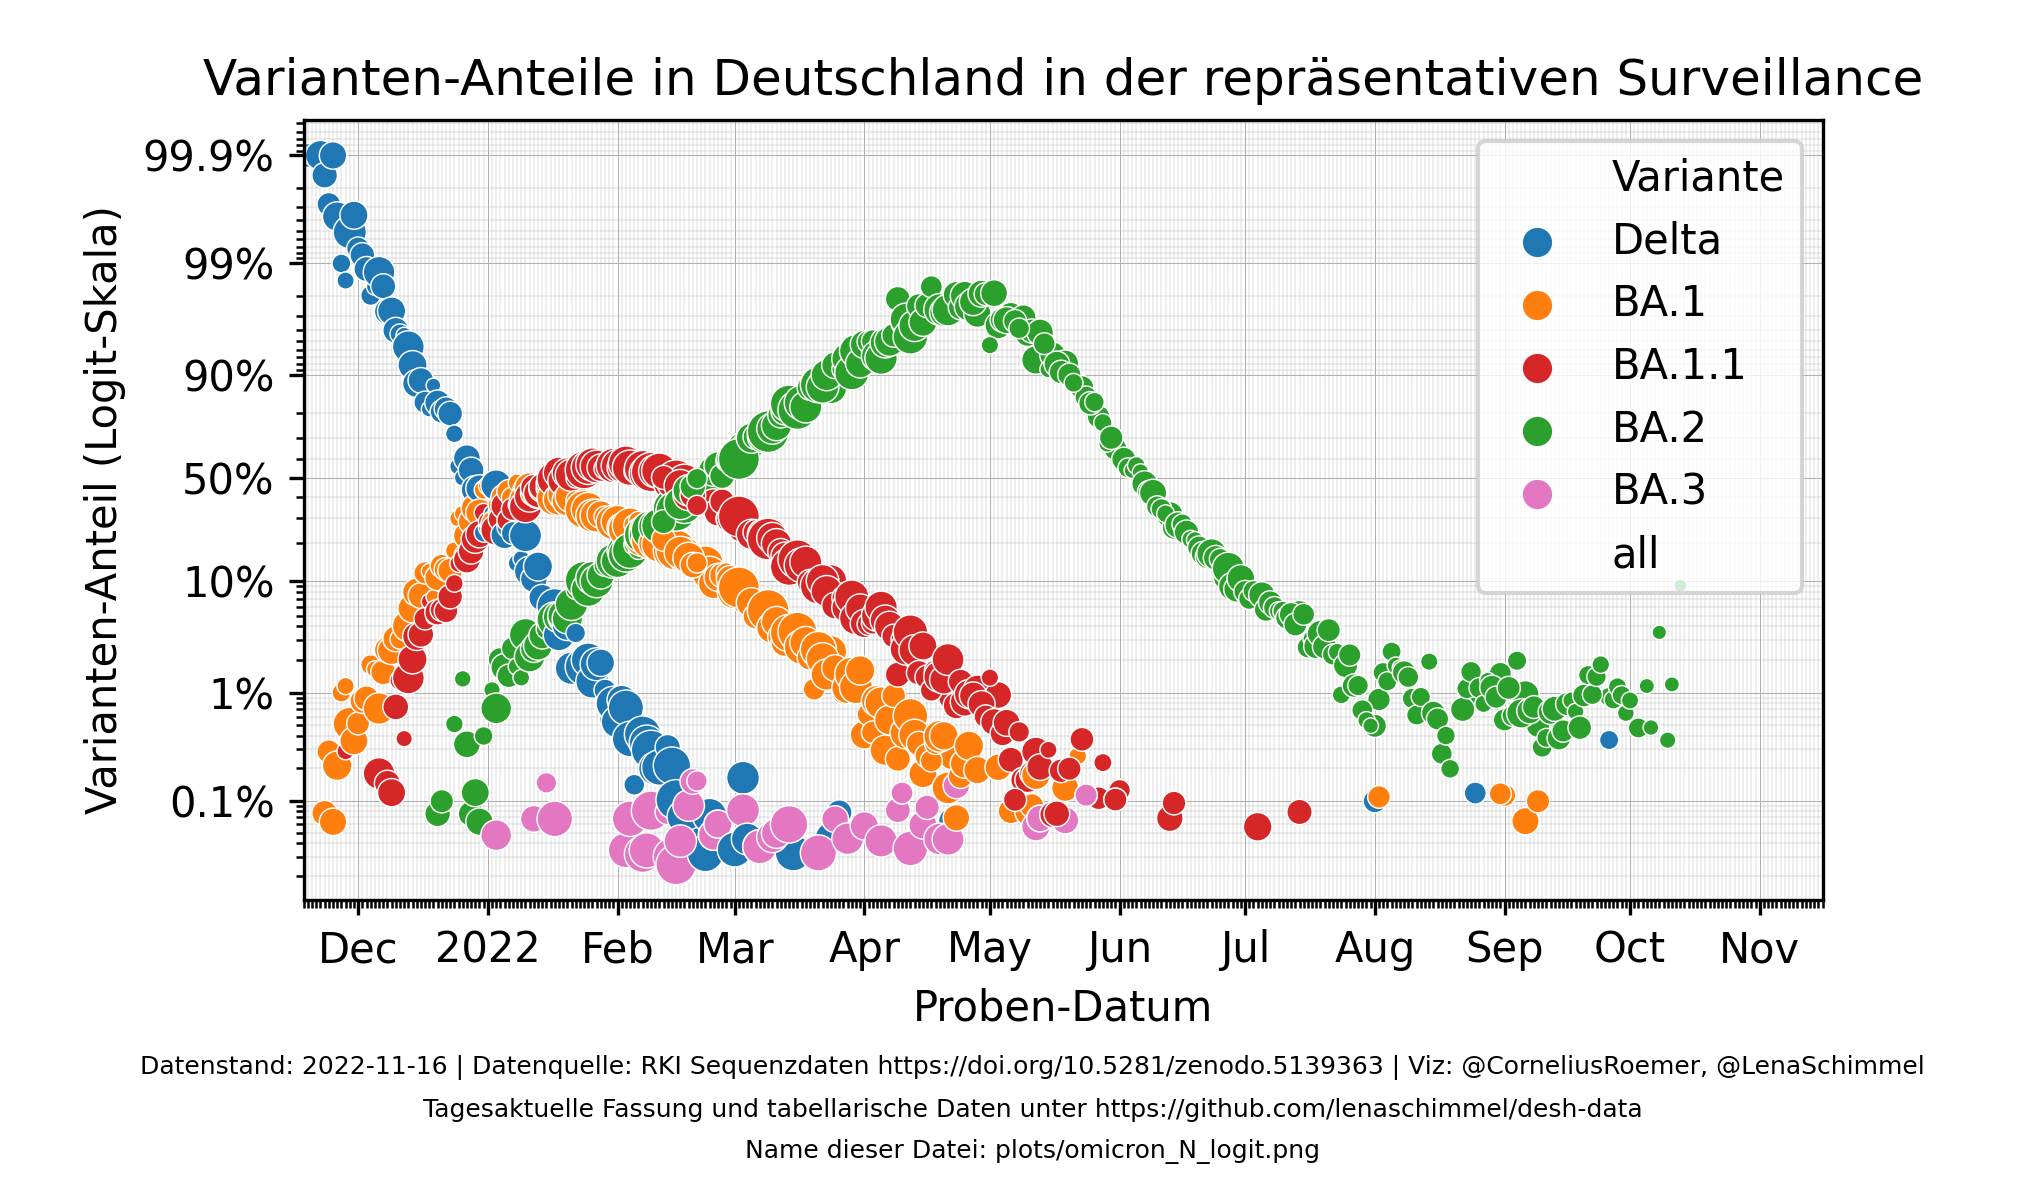 Varianten-Anteile in Deutschland in der repräsentativen Surveillance
Varianten-Anteil (Logit-Skala)
99.9%
99%
90%
50%
10%
1%
0.1%
Variante
Delta
BA.1
BA.1.1
BA.2
BA.3
all
Dec 2022 Feb Mar Apr May Jun Jul Aug Sep Oct Nov
Proben-Datum
Datenstand: 2022-11-16 | Datenquelle: RKI Sequenzdaten https://doi.org/10.5281/zenodo.5139363 | Viz: @CorneliusRoemer, @LenaSchimmel
Tagesaktuelle Fassung und tabellarische Daten unter https://github.com/lenaschimmel/desh-data
Name dieser Datei: plots/omicron_N_logit.png